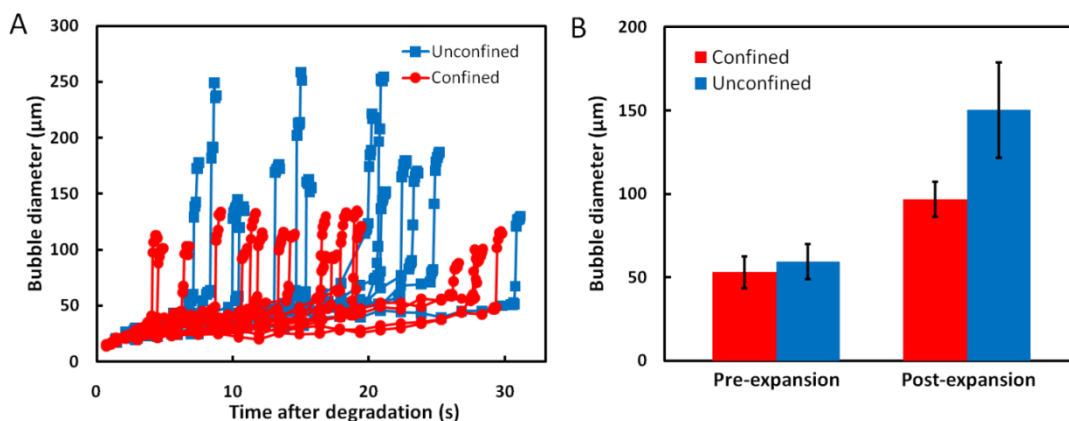 A
Bubble diameter (µm)
300
250
200
150
100
50
0
Unconfined
Confined
0
10
20
30
Time after degradation (s)
B
Bubble diameter (µm)
200
150
100
50
0
Confined
Unconfined
Pre-expansion
Post-expansion